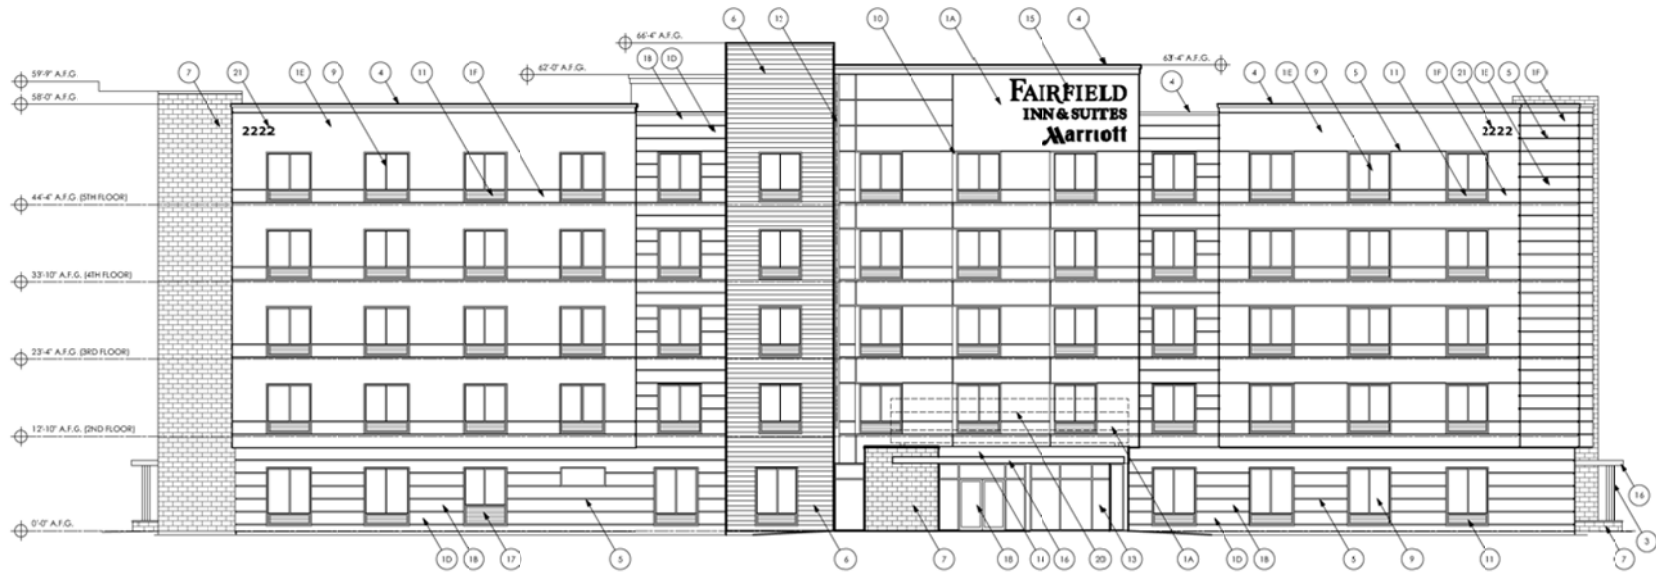 6
12
10
1A
15
4
66'-4" A.F.G.
62'-0" A.F.G.
63'-4" A.F.G.
59'-9" A.F.G.
58'-0" A.F.G.
7
21
1E
9
4
11
1F
1B
1D
4
4
1E
9
5
11
1F
21
1E
5
1F
2222
FAIRFIELD
INN & SUITES
Marriott
2222
44'-4" A.F.G. (5TH FLOOR)
33'-10" A.F.G. (4TH FLOOR)
23'-4" A.F.G. (3RD FLOOR)
12'-10" A.F.G. (2ND FLOOR)
0'-0" A.F.G.
16
3
1D
1B
17
5
6
7
18
16
20
13
1A
1D
1B
5
9
11
7